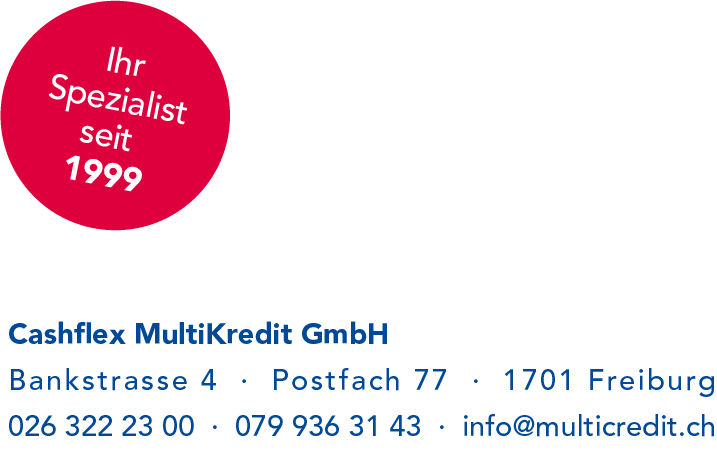 Ihr
Spezialist
seit
1999
Cashflex MultiKredit GmbH
Bankstrasse 4 · Postfach 77 · 1701 Freiburg
026 322 23 00 · 079 936 31 43 · info@multicredit.ch